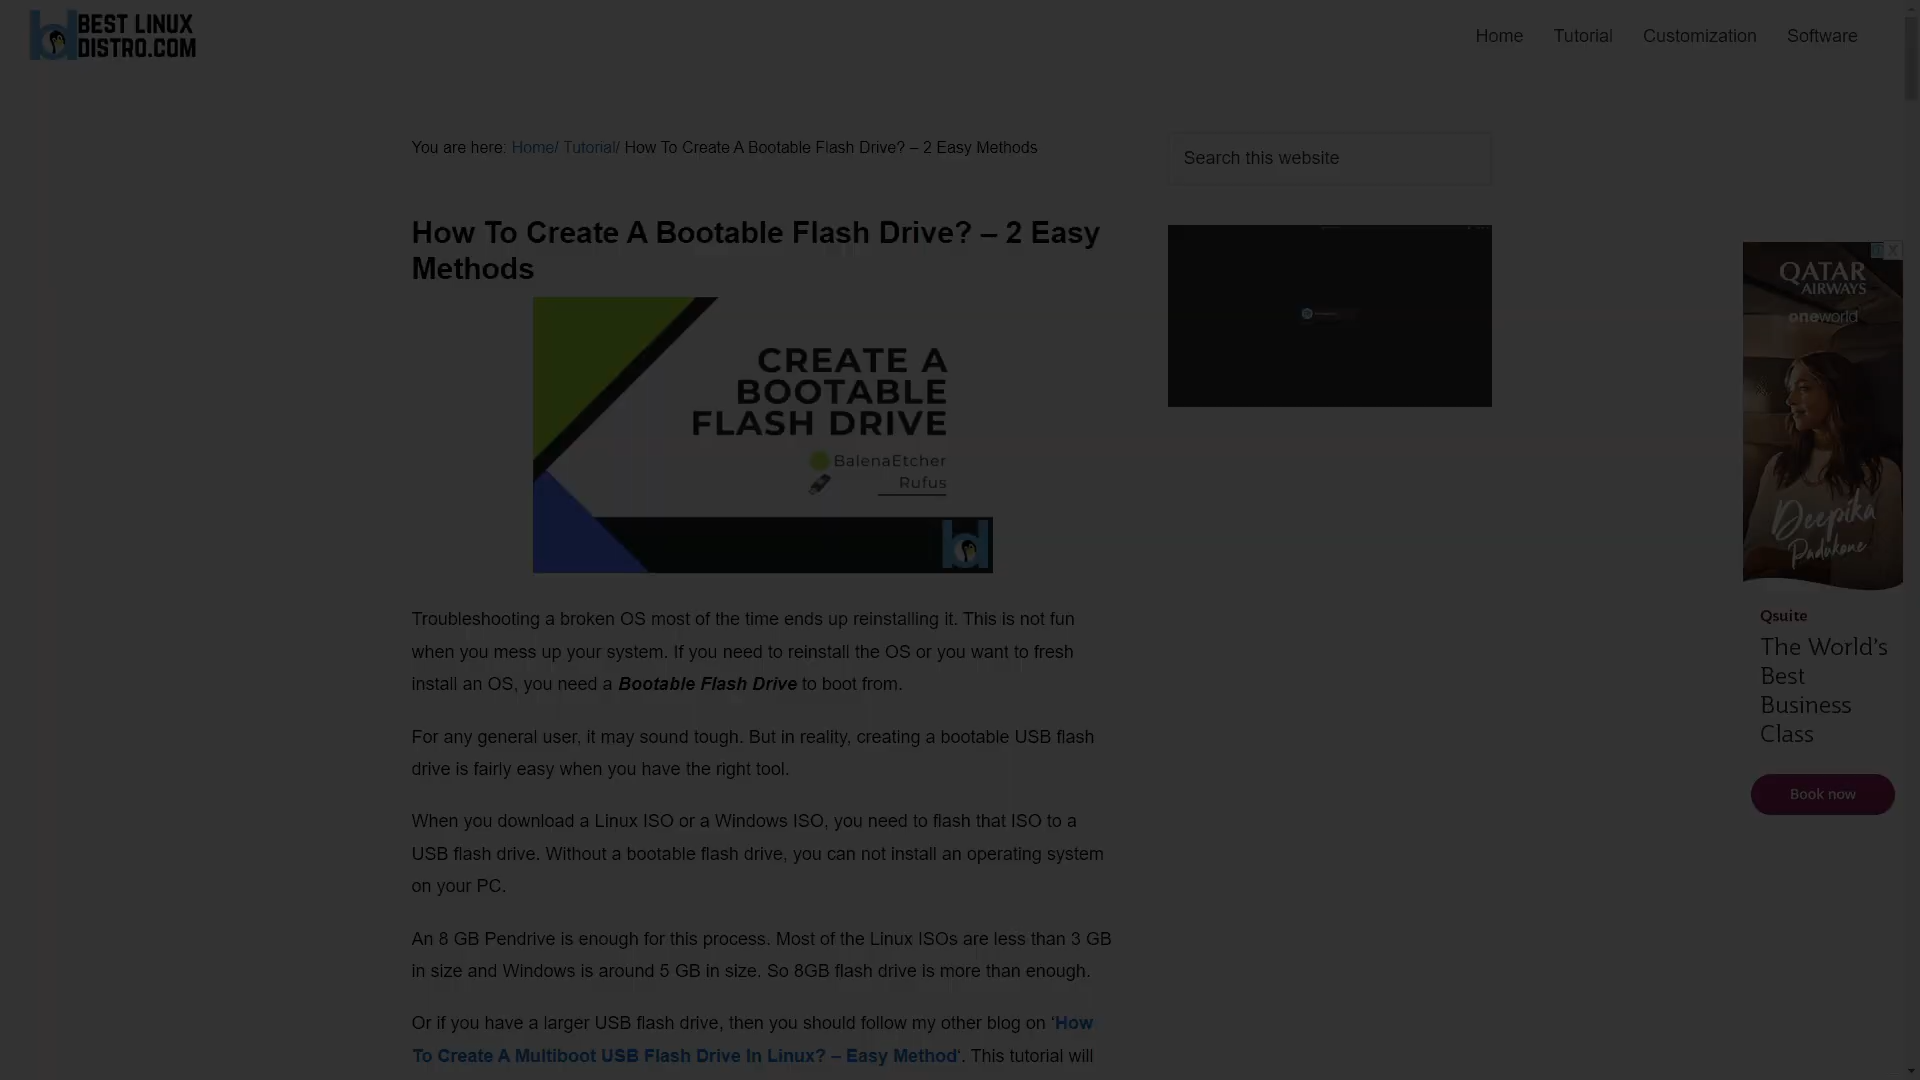 BEST LINUX
DISTRO.COM
Home Tutorial Customization Software
You are here: Home/ Tutorial/ How To Create A Bootable Flash Drive? – 2 Easy Methods
Search this website
How To Create A Bootable Flash Drive? – 2 Easy
Methods
CREATE A
BOOTABLE
FLASH DRIVE
BalenaEtcher
Rufus
bd
Troubleshooting a broken OS most of the time ends up reinstalling it. This is not fun
when you mess up your system. If you need to reinstall the OS or you want to fresh
install an OS, you need a Bootable Flash Drive to boot from.
For any general user, it may sound tough. But in reality, creating a bootable USB flash
drive is fairly easy when you have the right tool.
When you download a Linux ISO or a Windows ISO, you need to flash that ISO to a
USB flash drive. Without a bootable flash drive, you can not install an operating system
on your PC.
An 8 GB Pendrive is enough for this process. Most of the Linux ISOs are less than 3 GB
in size and Windows is around 5 GB in size. So 8GB flash drive is more than enough.
Or if you have a larger USB flash drive, then you should follow my other blog on ‘How
To Create A Multiboot USB Flash Drive In Linux? – Easy Method‘. This tutorial will
QATAR
AIRWAYS
oneworld
Deepika
Padukone
Qsuite
The World’s
Best
Business
Class
Book now